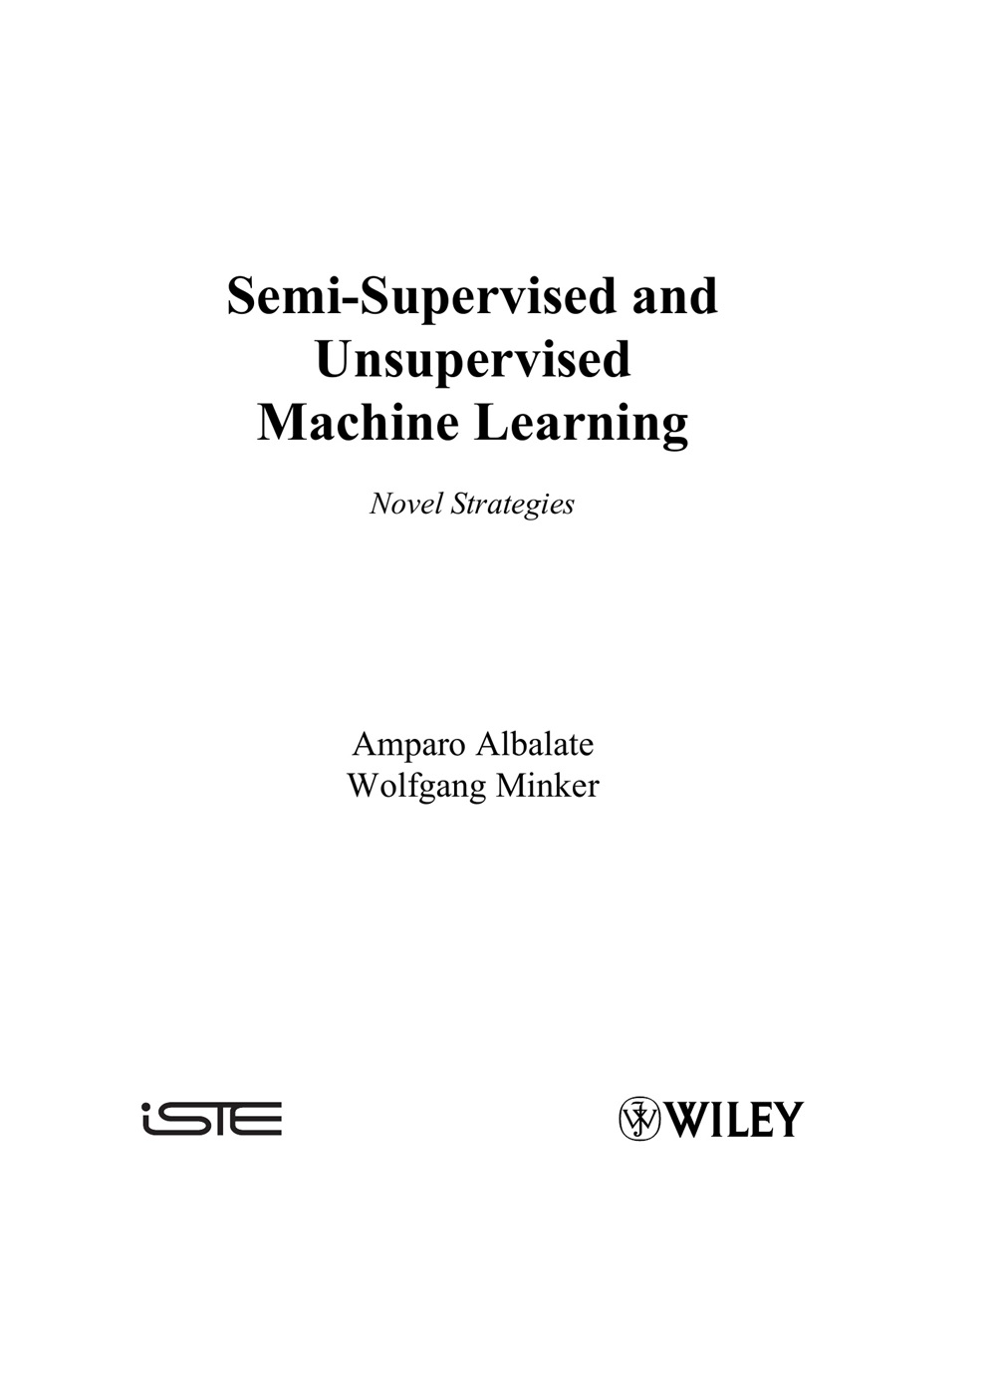 Semi-Supervised and
Unsupervised
Machine Learning
Novel Strategies
Amparo Albalate
Wolfgang Minker
iSTE
WILEY